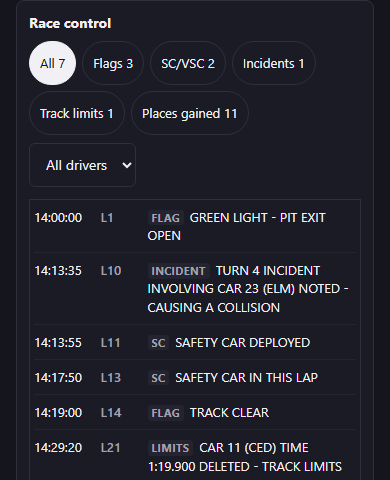 Race control
All 7
Flags 3
SC/VSC 2
Incidents 1
Track limits 1
Places gained 11
All drivers
14:00:00 L1 FLAG GREEN LIGHT - PIT EXIT
OPEN
14:13:35 L10 INCIDENT TURN 4 INCIDENT
INVOLVING CAR 23 (ELM) NOTED -
CAUSING A COLLISION
14:13:55 L11 SC SAFETY CAR DEPLOYED
14:17:50 L13 SC SAFETY CAR IN THIS LAP
14:19:00 L14 FLAG TRACK CLEAR
14:29:20 L21 LIMITS CAR 11 (CED) TIME
1:19.900 DELETED - TRACK LIMITS